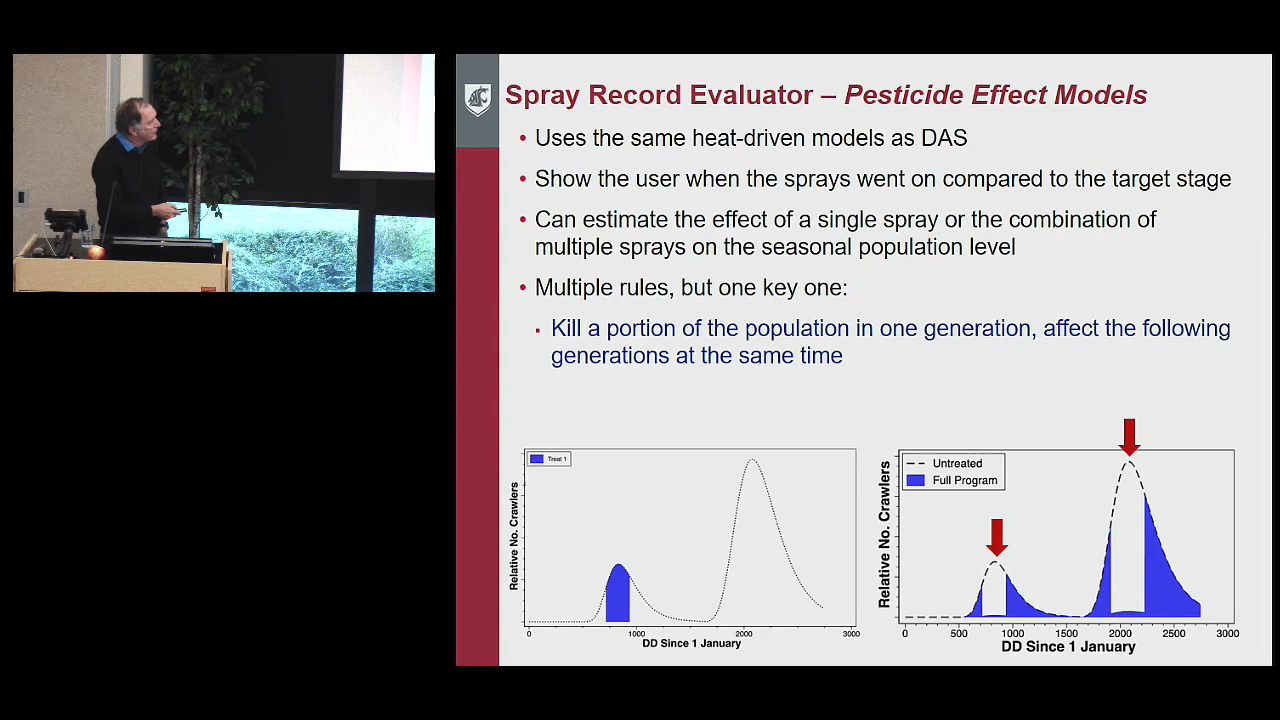 Spray Record Evaluator – Pesticide Effect Models
• Uses the same heat-driven models as DAS
• Show the user when the sprays went on compared to the target stage
• Can estimate the effect of a single spray or the combination of
multiple sprays on the seasonal population level
• Multiple rules, but one key one:
▪ Kill a portion of the population in one generation, affect the following
generations at the same time
Treat 1
Relative No. Crawlers
0 1000 2000 3000
DD Since 1 January
Untreated
Full Program
Relative No. Crawlers
0 500 1000 1500 2000 2500 3000
DD Since 1 January